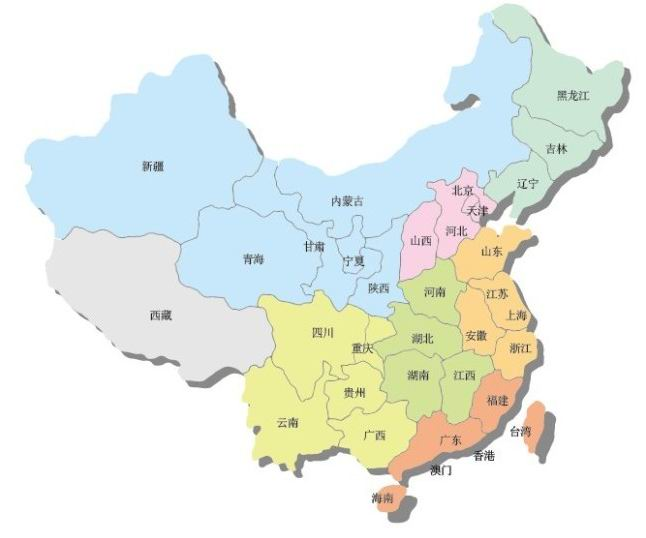 黑龙江
吉林
新疆
辽宁
北京
内蒙古
天津
河北
山西
甘肃
山东
青海
宁夏
陕西
河南
江苏
西藏
上海
四川
安徽
湖北
重庆
浙江
湖南
江西
贵州
福建
云南
台湾
广西
广东
香港
澳门
海南